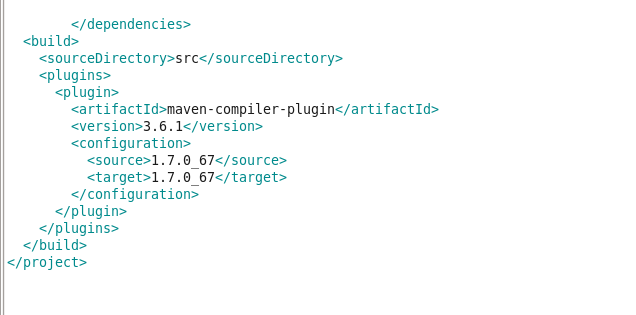 </dependencies>
<build>
<sourceDirectory>src</sourceDirectory>
<plugins>
<plugin>
<artifactId>maven-compiler-plugin</artifactId>
<version>3.6.1</version>
<configuration>
<source>1.7.0_67</source>
<target>1.7.0_67</target>
</configuration>
</plugin>
</plugins>
</build>
</project>